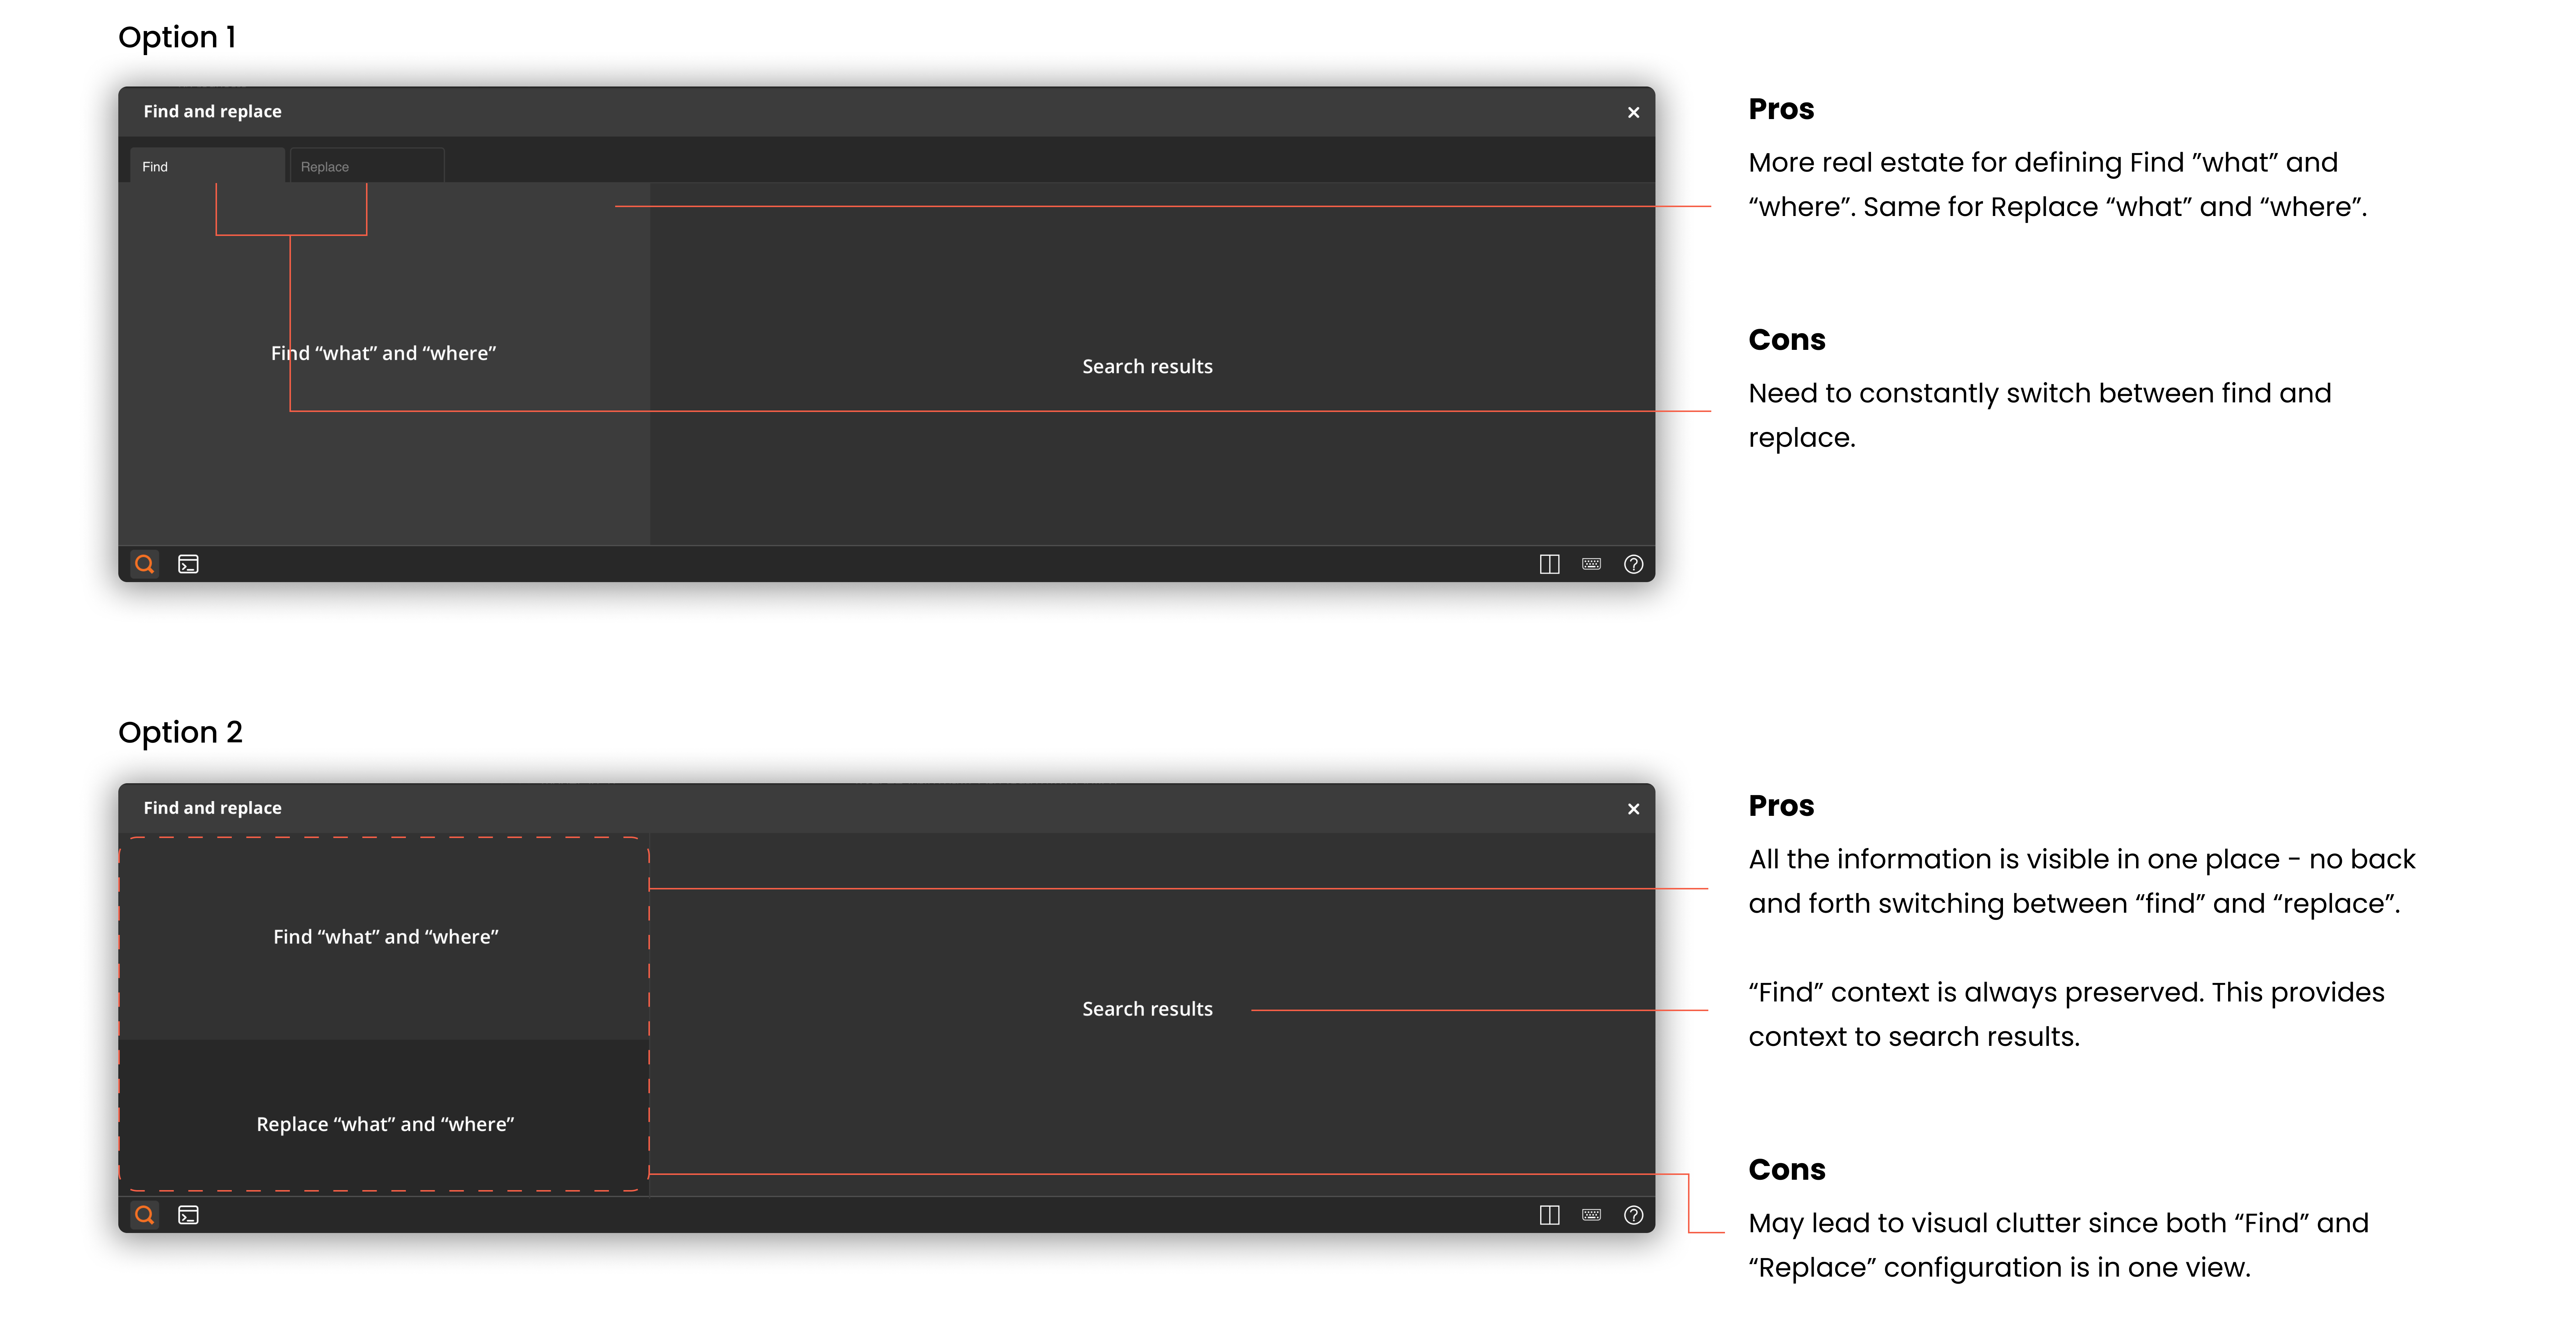 Option 1
Find and replace
Find
Replace
Find “what” and “where”
Search results
Pros
More real estate for defining Find ”what” and
“where”. Same for Replace “what” and “where”.
Cons
Need to constantly switch between find and
replace.
Option 2
Find and replace
Find “what” and “where”
Replace “what” and “where”
Search results
Pros
All the information is visible in one place - no back
and forth switching between “find” and “replace”.
“Find” context is always preserved. This provides
context to search results.
Cons
May lead to visual clutter since both “Find” and
“Replace” configuration is in one view.